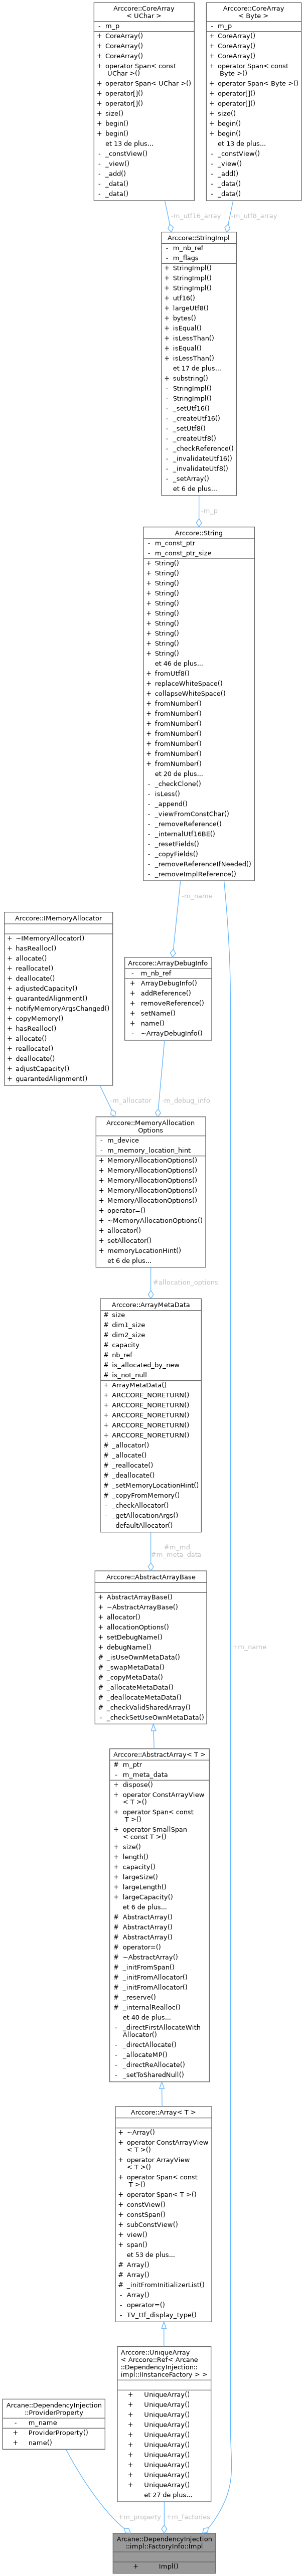 Arccore::CoreArray
< UChar >
- m_p
+ CoreArray()
+ CoreArray()
+ CoreArray()
+ operator Span< const
UChar >()
+ operator Span< UChar >()
+ operator[]()
+ operator[]()
+ size()
+ begin()
+ begin()
et 13 de plus...
- _constView()
- _view()
- _add()
- _data()
- _data()
Arccore::CoreArray
< Byte >
- m_p
+ CoreArray()
+ CoreArray()
+ CoreArray()
+ operator Span< const
Byte >()
+ operator Span< Byte >()
+ operator[]()
+ operator[]()
+ size()
+ begin()
+ begin()
et 13 de plus...
- _constView()
- _view()
- _add()
- _data()
- _data()
-m_utf16_array
-m_utf8_array
Arccore::StringImpl
- m_nb_ref
- m_flags
+ StringImpl()
+ StringImpl()
+ StringImpl()
+ utf16()
+ largeUtf8()
+ bytes()
+ isEqual()
+ isLessThan()
+ isEqual()
+ isLessThan()
et 17 de plus...
+ substring()
- StringImpl()
- StringImpl()
- _setUtf16()
- _createUtf16()
- _setUtf8()
- _createUtf8()
- _checkReference()
- _invalidateUtf16()
- _invalidateUtf8()
- _setArray()
et 6 de plus...
-m_p
Arccore::String
- m_const_ptr
- m_const_ptr_size
+ String()
+ String()
+ String()
+ String()
+ String()
+ String()
+ String()
+ String()
+ String()
+ String()
et 46 de plus...
+ fromUtf8()
+ replaceWhiteSpace()
+ collapseWhiteSpace()
+ fromNumber()
+ fromNumber()
+ fromNumber()
+ fromNumber()
+ fromNumber()
+ fromNumber()
+ fromNumber()
et 20 de plus...
- _checkClone()
- isLess()
- _append()
- _viewFromConstChar()
- _removeReference()
- _internalUtf16BE()
- _resetFields()
- _copyFields()
- _removeReferenceIfNeeded()
- _removeImplReference()
-m_name
Arccore::IMemoryAllocator
+ ~IMemoryAllocator()
+ hasRealloc()
+ allocate()
+ reallocate()
+ deallocate()
+ adjustedCapacity()
+ guarantedAlignment()
+ notifyMemoryArgsChanged()
+ copyMemory()
+ hasRealloc()
+ allocate()
+ reallocate()
+ deallocate()
+ adjustCapacity()
+ guarantedAlignment()
Arccore::ArrayDebugInfo
- m_nb_ref
+ ArrayDebugInfo()
+ addReference()
+ removeReference()
+ setName()
+ name()
- ~ArrayDebugInfo()
-m_allocator
-m_debug_info
Arccore::MemoryAllocation
Options
- m_device
- m_memory_location_hint
+ MemoryAllocationOptions()
+ MemoryAllocationOptions()
+ MemoryAllocationOptions()
+ MemoryAllocationOptions()
+ MemoryAllocationOptions()
+ operator=()
+ ~MemoryAllocationOptions()
+ allocator()
+ setAllocator()
+ memoryLocationHint()
et 6 de plus...
#allocation_options
Arccore::ArrayMetaData
# size
# dim1_size
# dim2_size
# capacity
# nb_ref
# is_allocated_by_new
# is_not_null
+ ArrayMetaData()
+ ARCCORE_NORETURN()
+ ARCCORE_NORETURN()
+ ARCCORE_NORETURN()
+ ARCCORE_NORETURN()
+ ARCCORE_NORETURN()
# _allocator()
# _allocate()
# _reallocate()
# _deallocate()
# _setMemoryLocationHint()
# _copyFromMemory()
- _checkAllocator()
- _getAllocationArgs()
- _defaultAllocator()
#m_md
#m_meta_data
Arccore::AbstractArrayBase
+ AbstractArrayBase()
+ ~AbstractArrayBase()
+ allocator()
+ allocationOptions()
+ setDebugName()
+ debugName()
# _isUseOwnMetaData()
# _swapMetaData()
# _copyMetaData()
# _allocateMetaData()
# _deallocateMetaData()
# _checkValidSharedArray()
- _checkSetUseOwnMetaData()
+m_name
Arccore::AbstractArray< T >
# m_ptr
- m_meta_data
+ dispose()
+ operator ConstArrayView
< T >()
+ operator Span< const
T >()
+ operator SmallSpan
< const T >()
+ size()
+ length()
+ capacity()
+ largeSize()
+ largeLength()
+ largeCapacity()
et 6 de plus...
# AbstractArray()
# AbstractArray()
# AbstractArray()
# operator=()
# ~AbstractArray()
# _initFromSpan()
# _initFromAllocator()
# _initFromAllocator()
# _reserve()
# _internalRealloc()
et 40 de plus...
- _directFirstAllocateWith
Allocator()
- _directAllocate()
- _allocateMP()
- _directReAllocate()
- _setToSharedNull()
Arccore::Array< T >
+ ~Array()
+ operator ConstArrayView
< T >()
+ operator ArrayView
< T >()
+ operator Span< const
T >()
+ operator Span< T >()
+ constView()
+ constSpan()
+ subConstView()
+ view()
+ span()
et 53 de plus...
# Array()
# Array()
# _initFromInitializerList()
- Array()
- operator=()
- TV_ttf_display_type()
Arccore::UniqueArray
< Arccore::Ref< Arcane
::DependencyInjection::
impl::IInstanceFactory > >
+ UniqueArray()
+ UniqueArray()
+ UniqueArray()
+ UniqueArray()
+ UniqueArray()
+ UniqueArray()
+ UniqueArray()
+ UniqueArray()
+ UniqueArray()
+ UniqueArray()
et 27 de plus...
Arcane::DependencyInjection
::ProviderProperty
- m_name
+ ProviderProperty()
+ name()
+m_property
+m_factories
Arcane::DependencyInjection
::impl::FactoryInfo::Impl
+ Impl()